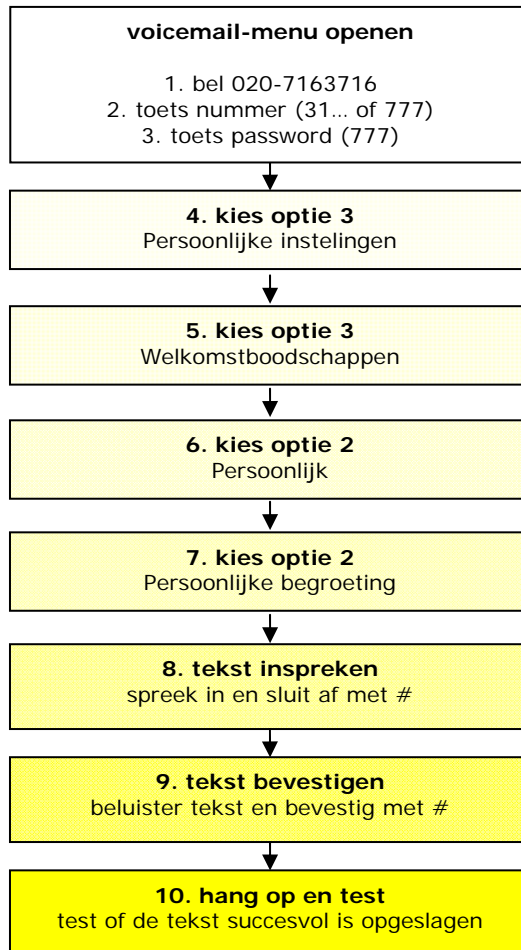 voicemail-menu openen
1. bel 020-7163716
2. toets nummer (31... of 777)
3. toets password (777)
4. kies optie 3
Persoonlijke instelingen
5. kies optie 3
Welkomstboodschappen
6. kies optie 2
Persoonlijk
7. kies optie 2
Persoonlijke begroeting
8. tekst inspreken
spreek in en sluit af met #
9. tekst bevestigen
beluister tekst en bevestig met #
10. hang op en test
test of de tekst succesvol is opgeslagen